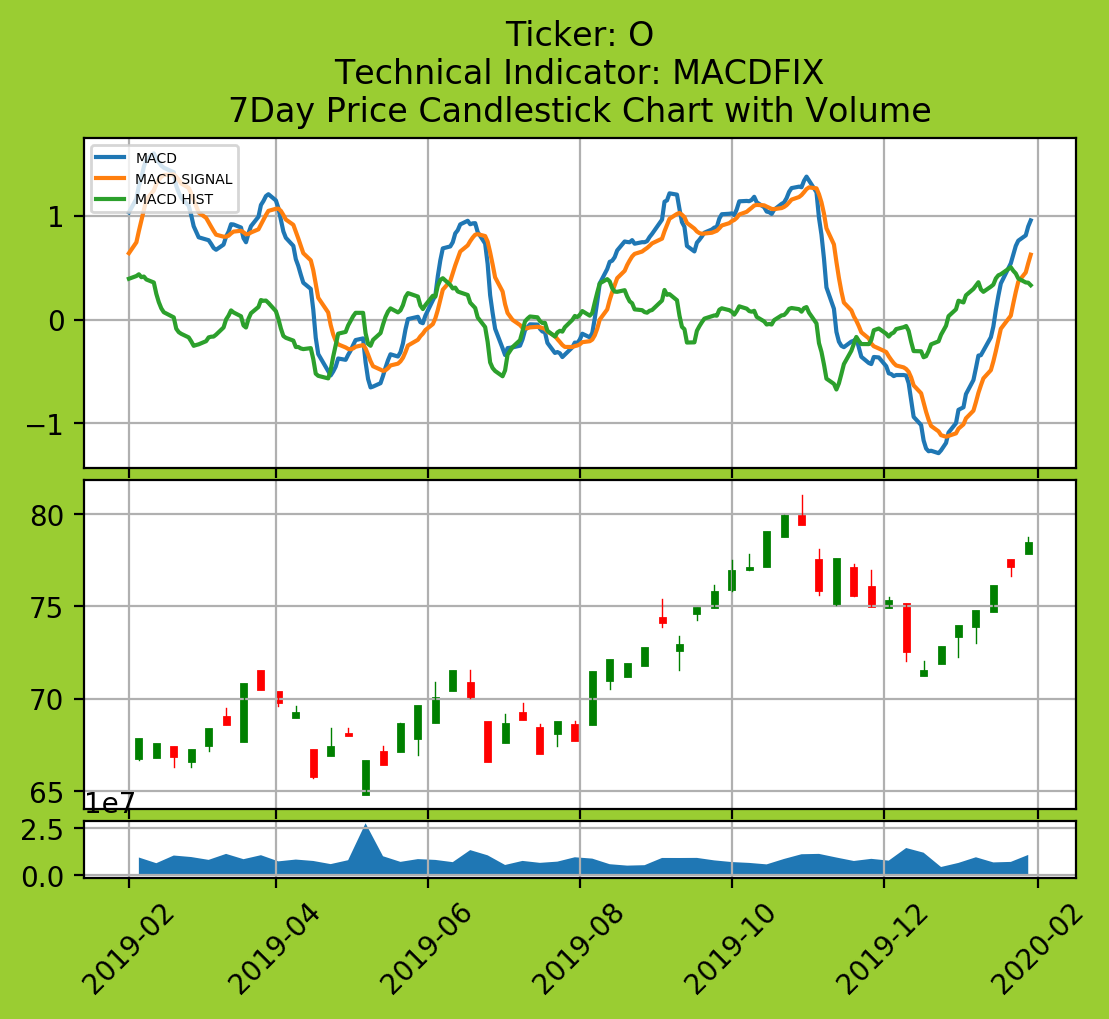 Ticker: O
Technical Indicator: MACDFIX
7Day Price Candlestick Chart with Volume
MACD
MACD SIGNAL
MACD HIST
1
0
−1
80
75
70
65
1e7
2.5
0.0
2019-02
2019-04
2019-06
2019-08
2019-10
2019-12
2020-02